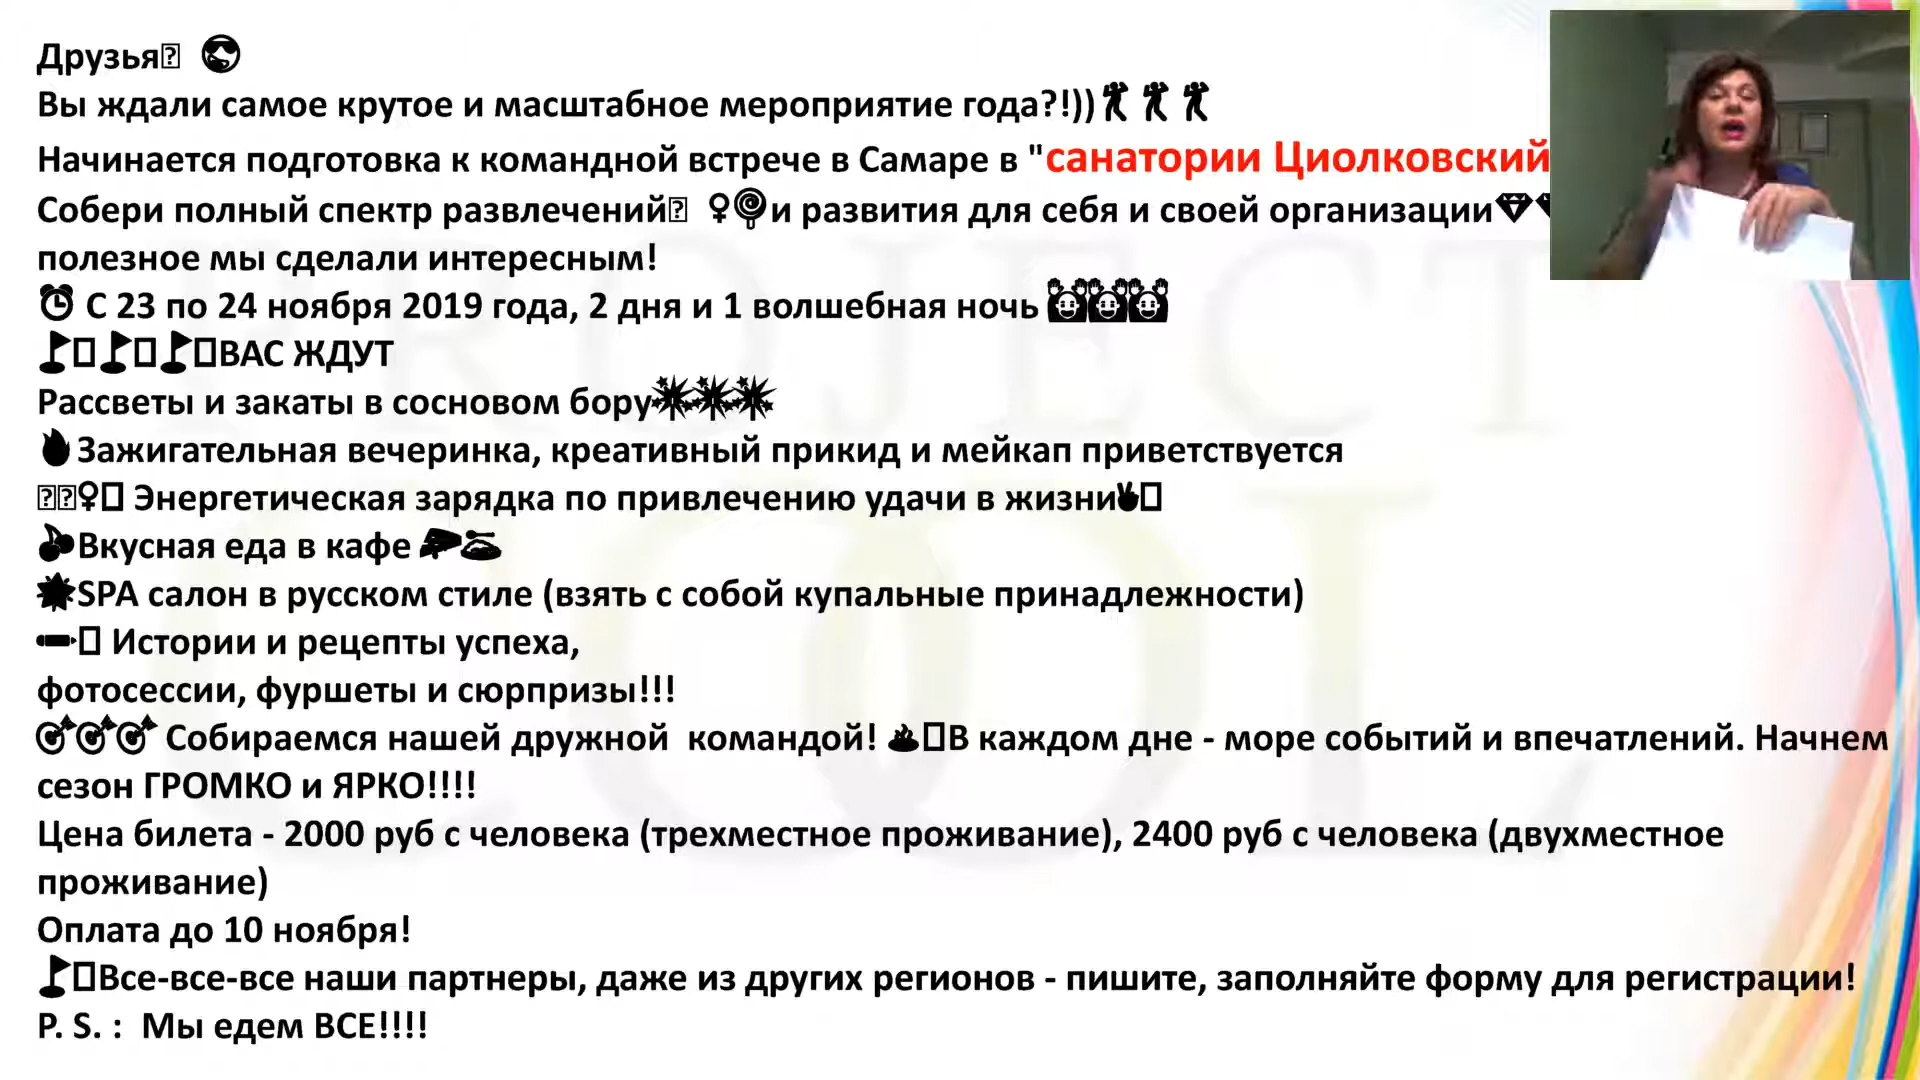 Друзья 😎
Вы ждали самое крутое и масштабное мероприятие года?!))
Начинается подготовка к командной встрече в Самаре в "санатории Циолковский
Собери полный спектр развлечений ♀🍭и развития для себя и своей организации💎
полезное мы сделали интересным!
⏰ С 23 по 24 ноября 2019 года, 2 дня и 1 волшебная ночь 🙌🙌🙌
⛳⛳⛳ВАС ЖДУТ
Рассветы и закаты в сосновом бору
🔥Зажигательная вечеринка, креативный прикид и мейкап приветствуется
♀ Энергетическая зарядка по привлечению удачи в жизни✌
🍒Вкусная еда в кафе
SPA салон в русском стиле (взять с собой купальные принадлежности)
Истории и рецепты успеха,
фотосессии, фуршеты и сюрпризы!!!
🎯🎯🎯 Собираемся нашей дружной командой! В каждом дне - море событий и впечатлений. Начнем
сезон ГРОМКО и ЯРКО!!!!
Цена билета - 2000 руб с человека (трехместное проживание), 2400 руб с человека (двухместное
проживание)
Оплата до 10 ноября!
⛳Все-все-все наши партнеры, даже из других регионов - пишите, заполняйте форму для регистрации!
P. S. : Мы едем ВСЕ!!!!
PROJECT
COOL